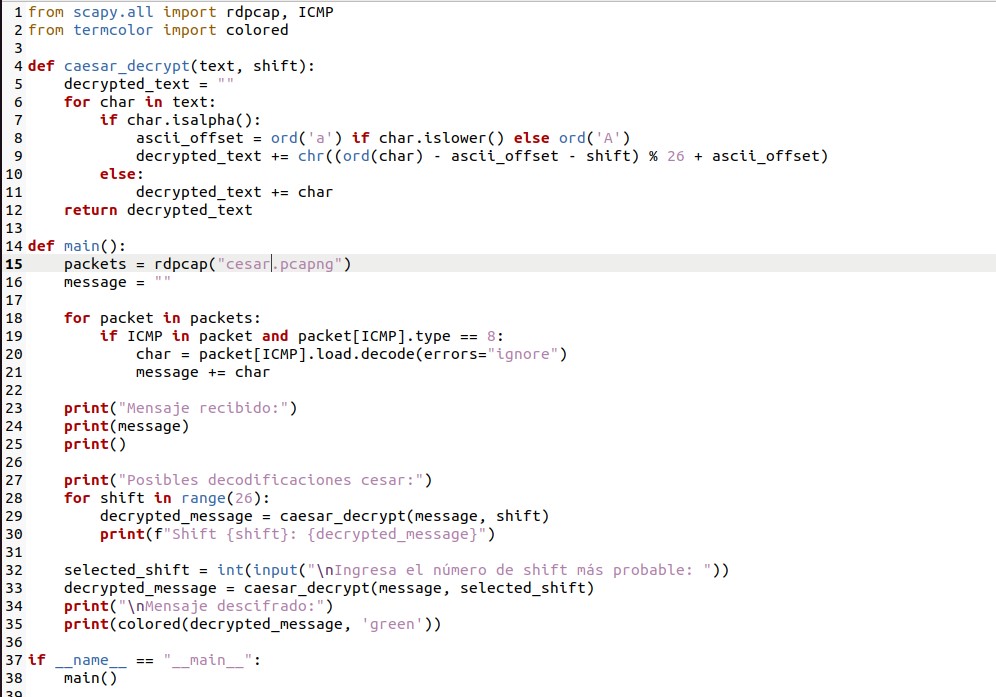 1 from scapy.all import rdpcap, ICMP
2 from termcolor import colored
3
4 def caesar_decrypt(text, shift):
5     decrypted_text = ""
6     for char in text:
7         if char.isalpha():
8             ascii_offset = ord('a') if char.islower() else ord('A')
9             decrypted_text += chr((ord(char) - ascii_offset - shift) % 26 + ascii_offset)
10         else:
11             decrypted_text += char
12     return decrypted_text
13
14 def main():
15     packets = rdpcap("cesar.pcapng")
16     message = ""
17
18     for packet in packets:
19         if ICMP in packet and packet[ICMP].type == 8:
20             char = packet[ICMP].load.decode(errors="ignore")
21             message += char
22
23     print("Mensaje recibido:")
24     print(message)
25     print()
26
27     print("Posibles decodificaciones cesar:")
28     for shift in range(26):
29         decrypted_message = caesar_decrypt(message, shift)
30         print(f"Shift {shift}: {decrypted_message}")
31
32     selected_shift = int(input("\nIngresa el número de shift más probable: "))
33     decrypted_message = caesar_decrypt(message, selected_shift)
34     print("\nMensaje descifrado:")
35     print(colored(decrypted_message, 'green'))
36
37 if __name__ == "__main__":
38     main()
39